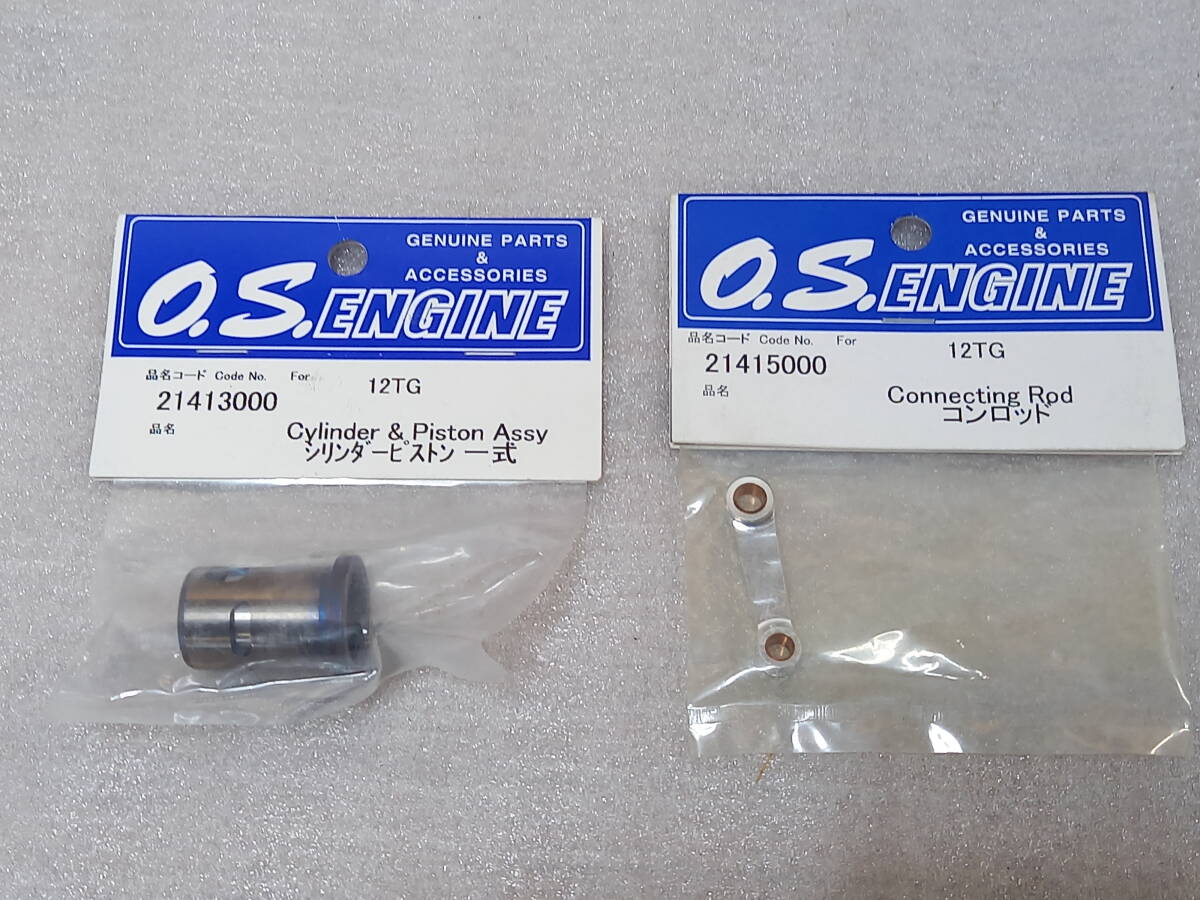 GENUINE PARTS
&
ACCESSORIES
O.S. ENGINE
品名コード Code No. For
21413000
12TG
品名
Cylinder & Piston Assy
シリンダーピストン 一式
GENUINE PARTS
&
ACCESSORIES
O.S. ENGINE
品名コード Code No. For
21415000
12TG
品名
Connecting Rod
コンロッド